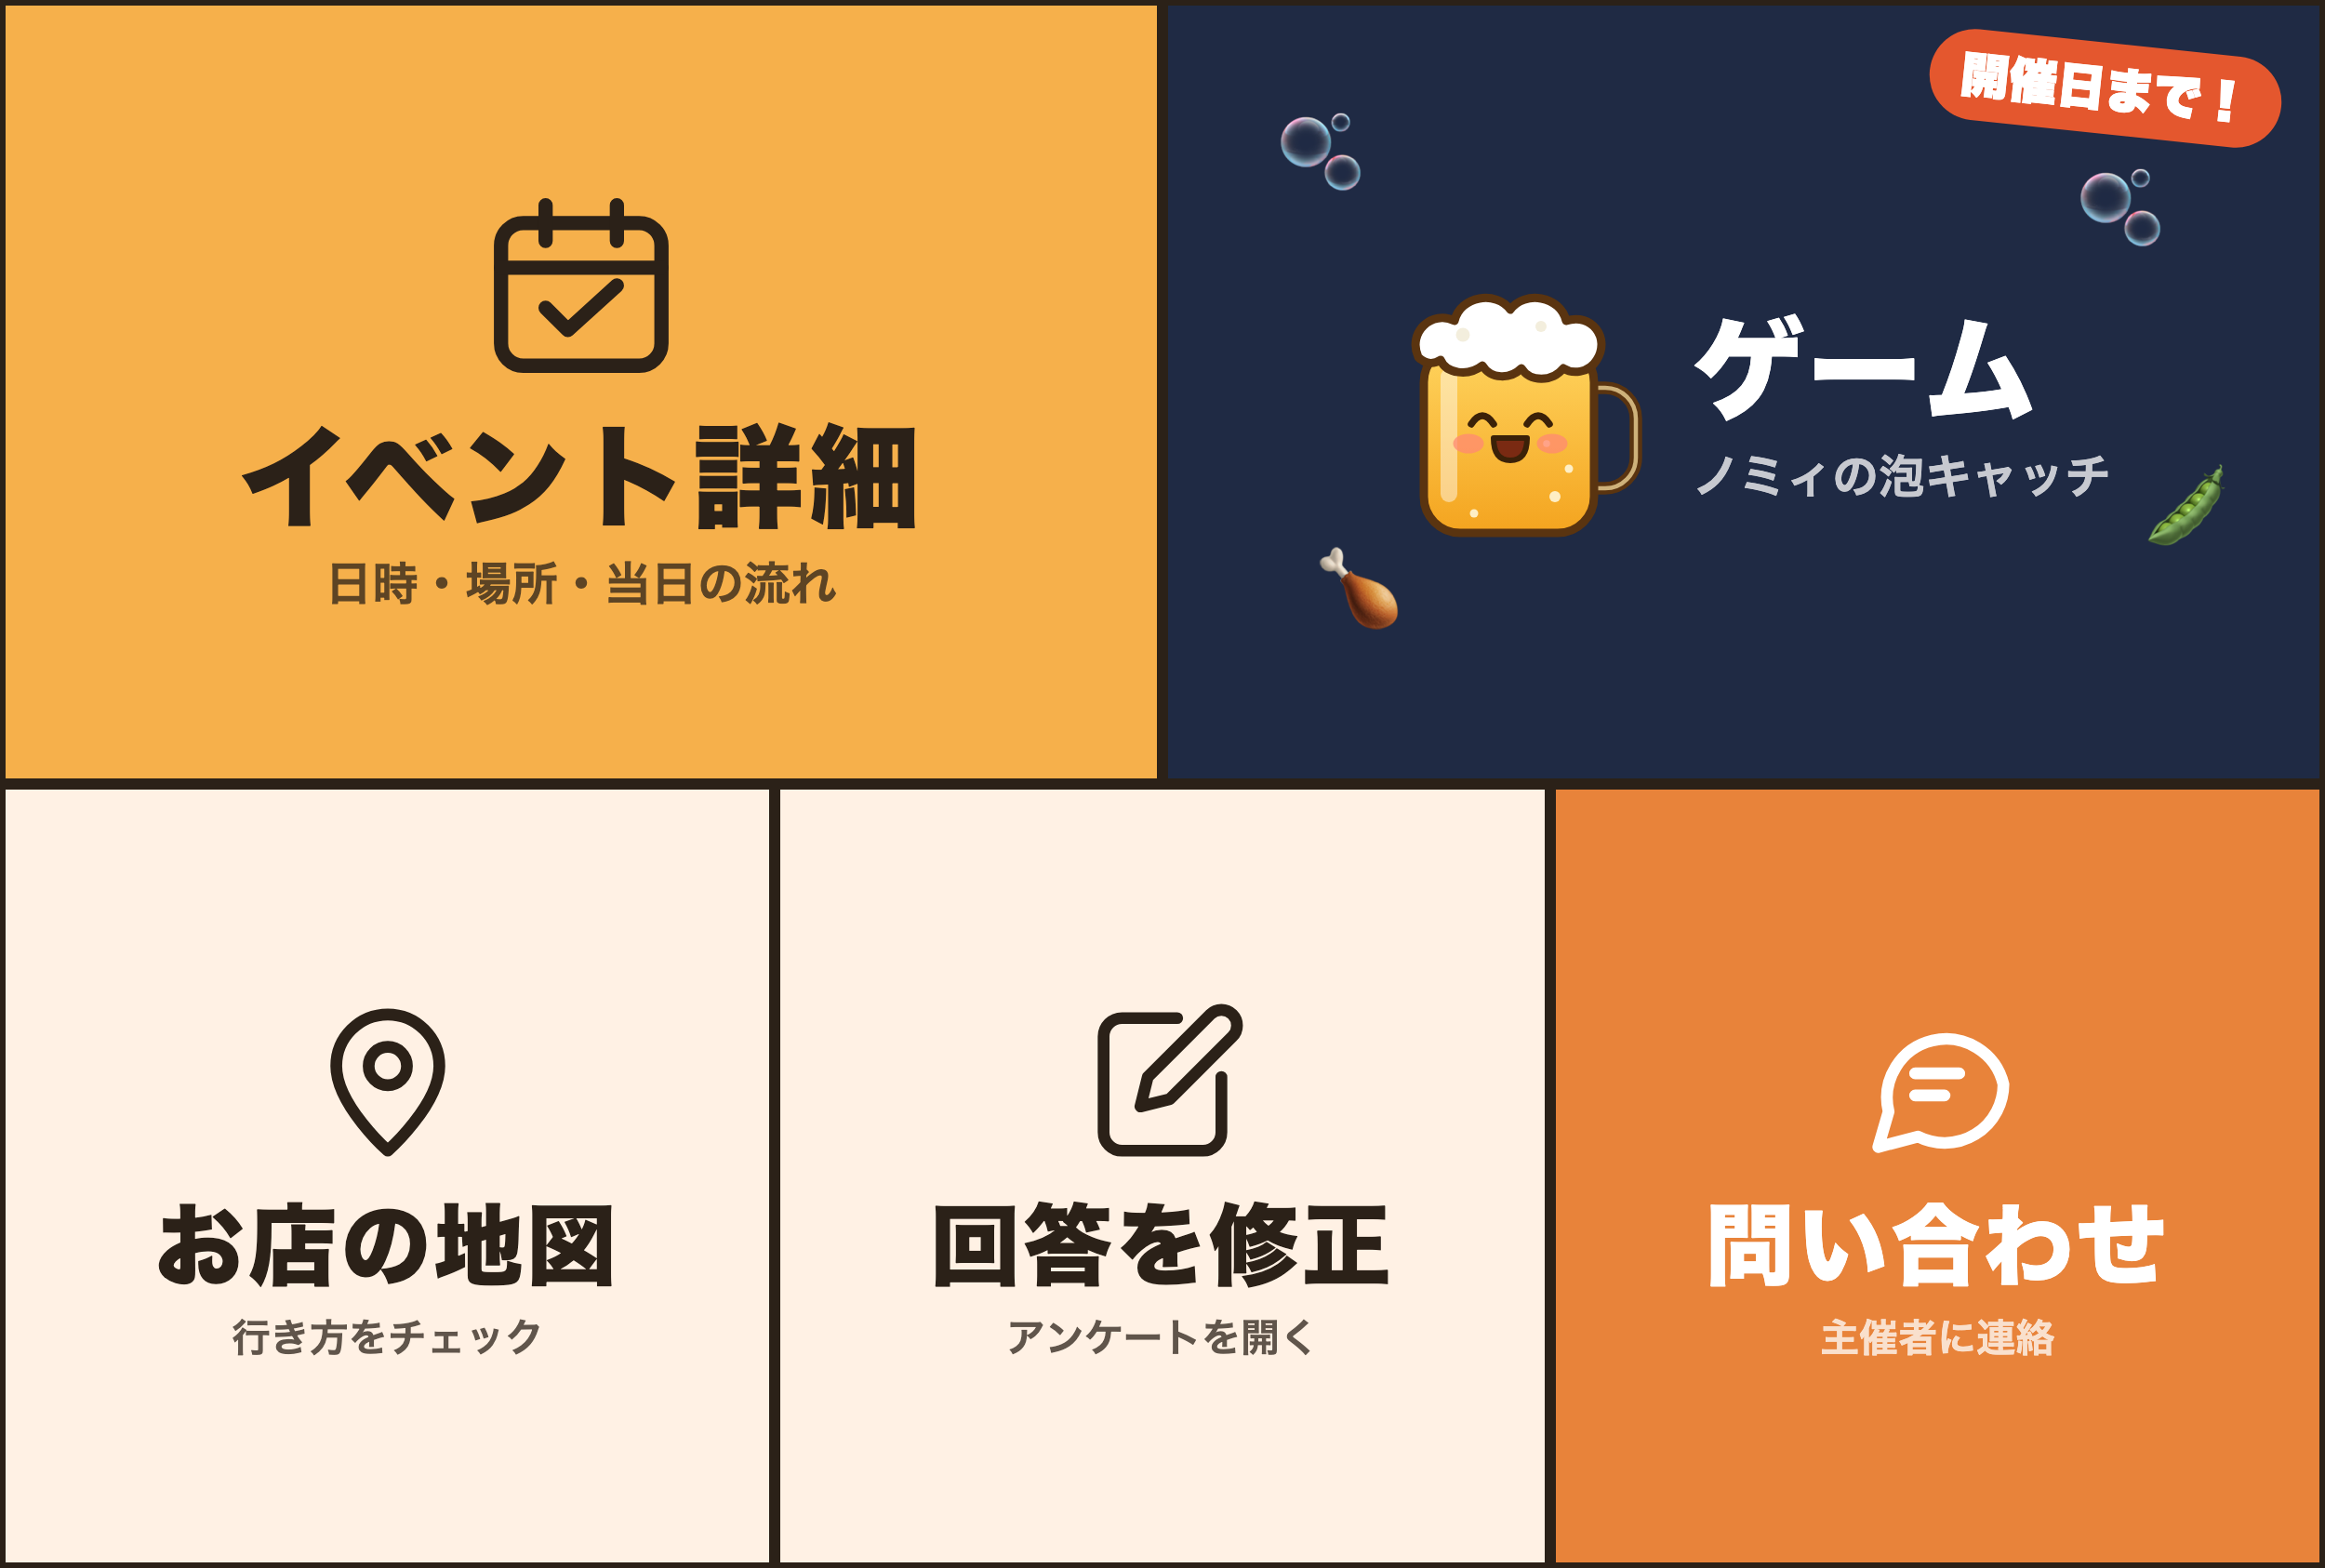 イベント詳細
日時・場所・当日の流れ
開催日まで！
ゲーム
ノミィの泡キャッチ
お店の地図
行き方をチェック
回答を修正
アンケートを開く
問い合わせ
主催者に連絡